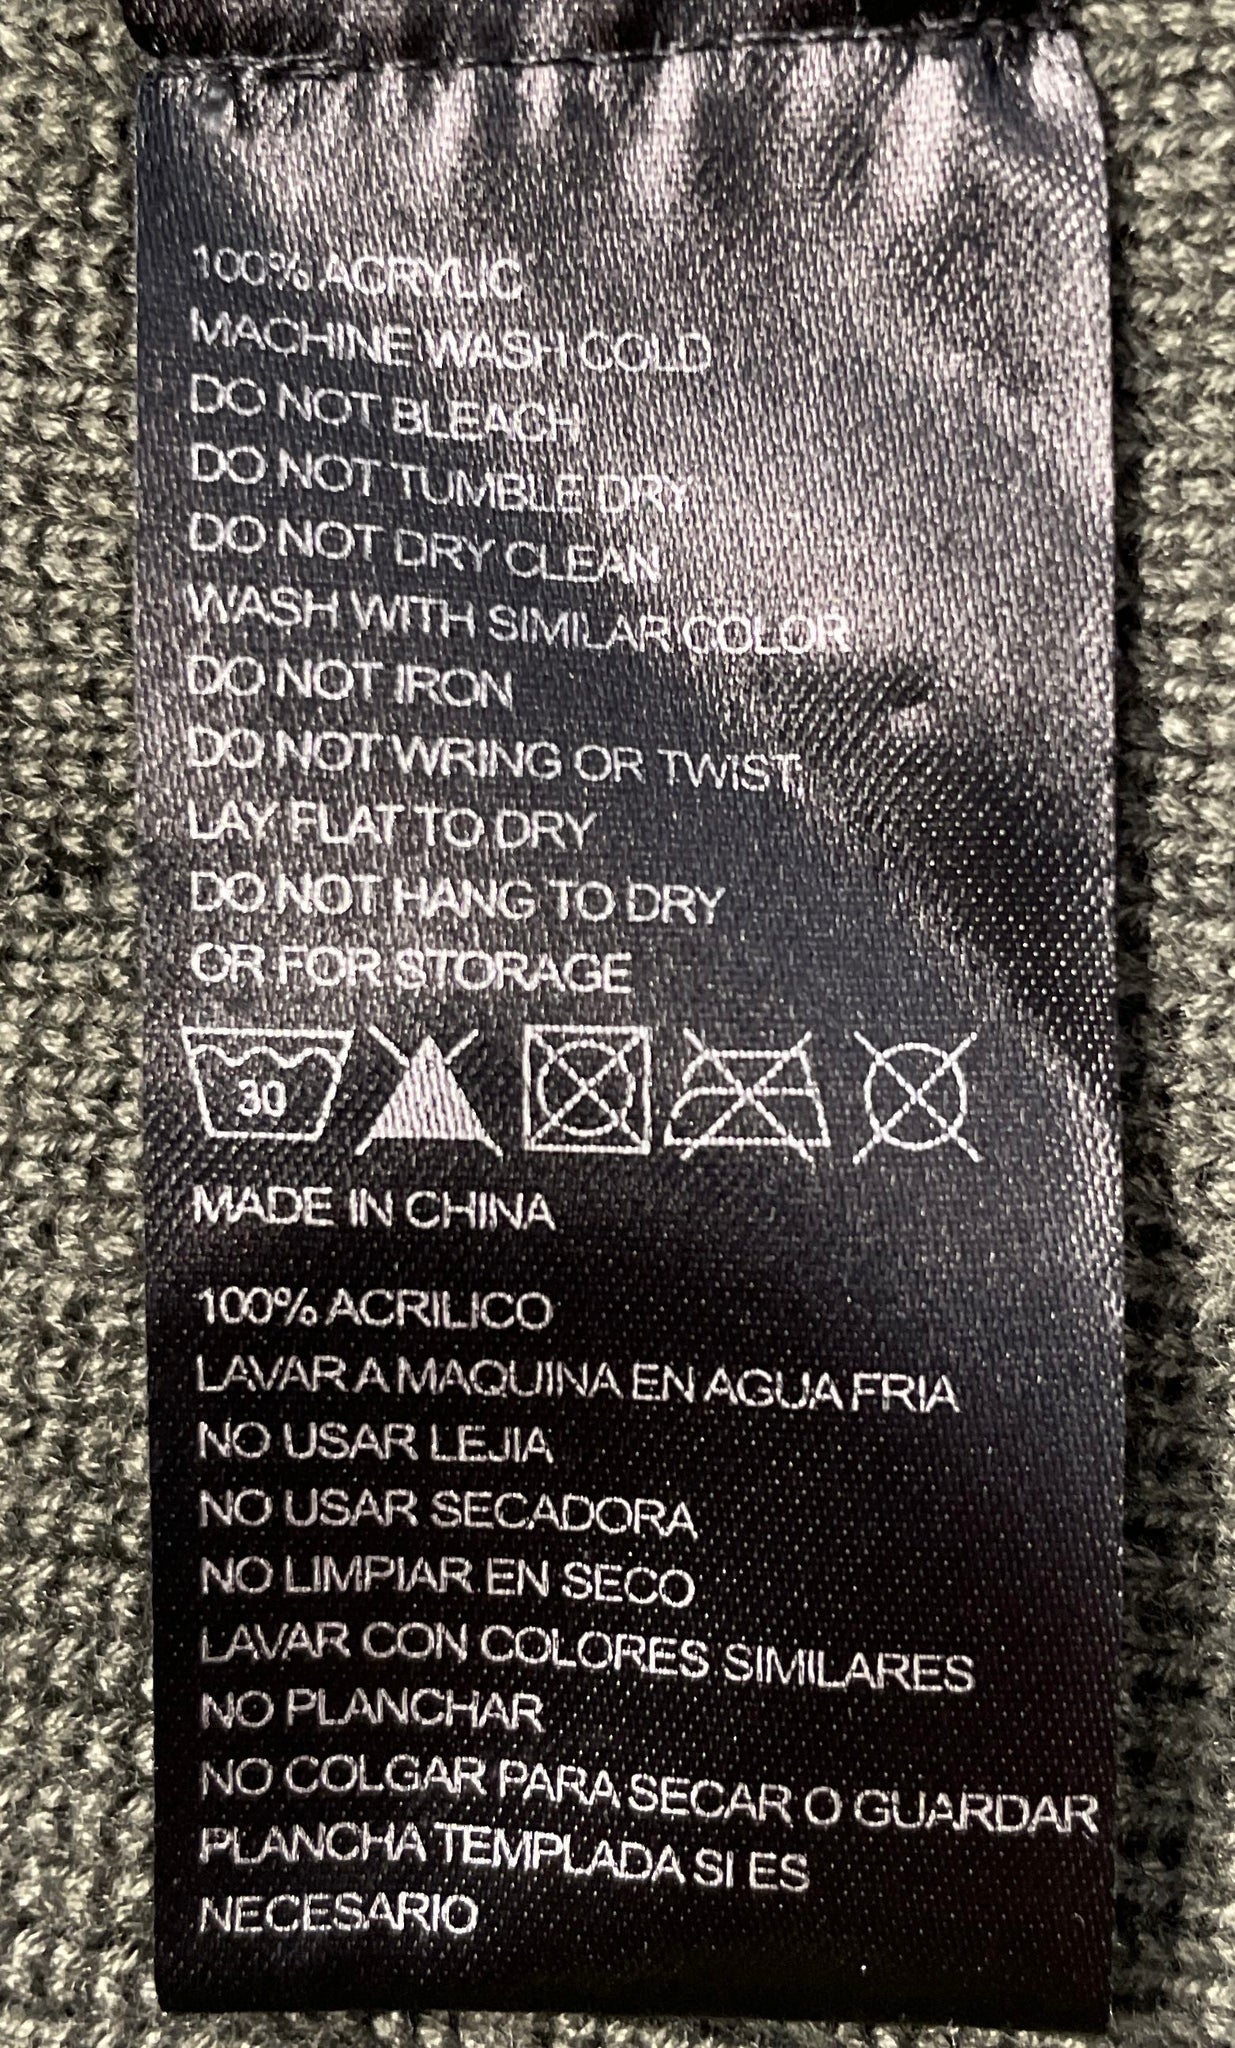 100% ACRYLIC
MACHINE WASH COLD
DO NOT BLEACH
DO NOT TUMBLE DRY
DO NOT DRY CLEAN
WASH WITH SIMILAR COLOR
DO NOT IRON
DO NOT WRING OR TWIST
LAY FLAT TO DRY
DO NOT HANG TO DRY
OR FOR STORAGE
30
MADE IN CHINA
100% ACRILICO
LAVAR A MAQUINA EN AGUA FRIA
NO USAR LEJIA
NO USAR SECADORA
NO LIMPIAR EN SECO
LAVAR CON COLORES SIMILARES
NO PLANCHAR
NO COLGAR PARA SECAR O GUARDAR
PLANCHA TEMPLADA SI ES
NECESARIO